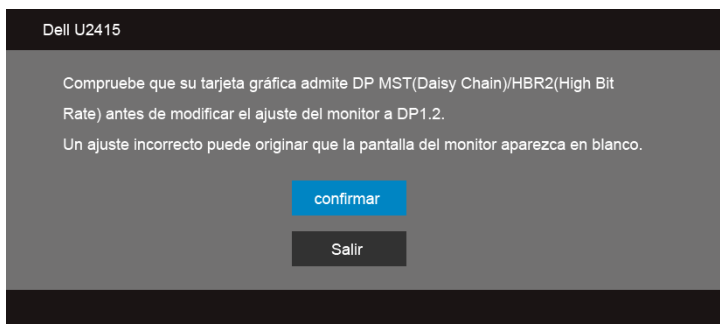 Dell U2415
Compruebe que su tarjeta gráfica admite DP MST(Daisy Chain)/HBR2(High Bit
Rate) antes de modificar el ajuste del monitor a DP1.2.
Un ajuste incorrecto puede originar que la pantalla del monitor aparezca en blanco.
confirmar
Salir